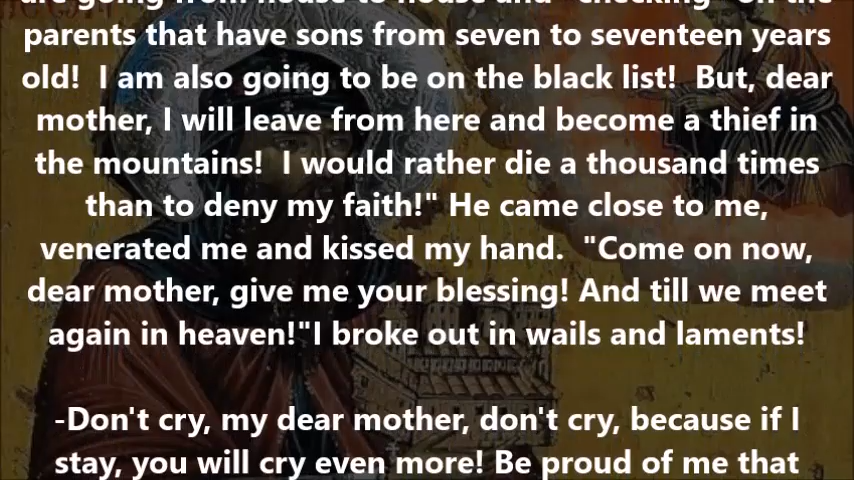 are going from house to house and "checking" on the
parents that have sons from seven to seventeen years
old! I am also going to be on the black list! But, dear
mother, I will leave from here and become a thief in
the mountains! I would rather die a thousand times
than to deny my faith!" He came close to me,
venerated me and kissed my hand. "Come on now,
dear mother, give me your blessing! And till we meet
again in heaven!"I broke out in wails and laments!
-Don't cry, my dear mother, don't cry, because if I
stay, you will cry even more! Be proud of me that